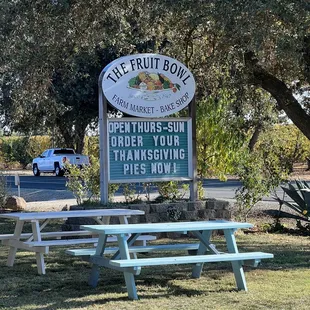 THE FRUIT BOWL
FARM MARKET - BAKE SHOP
OPEN THURS-SUN
ORDER YOUR
THANKSGIVING
PIES NOW!